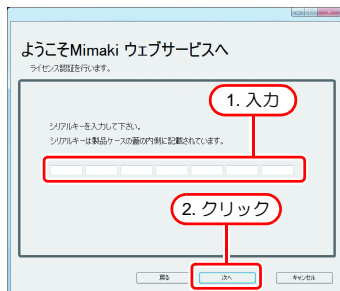 ようこそMimaki ウェブサービスへ
ライセンス認証を行います。
1. 入力
シリアルキーを入力して下さい。
シリアルキーは製品ケースの蓋の内側に記載されています。
2. クリック
戻る 次へ キャンセル